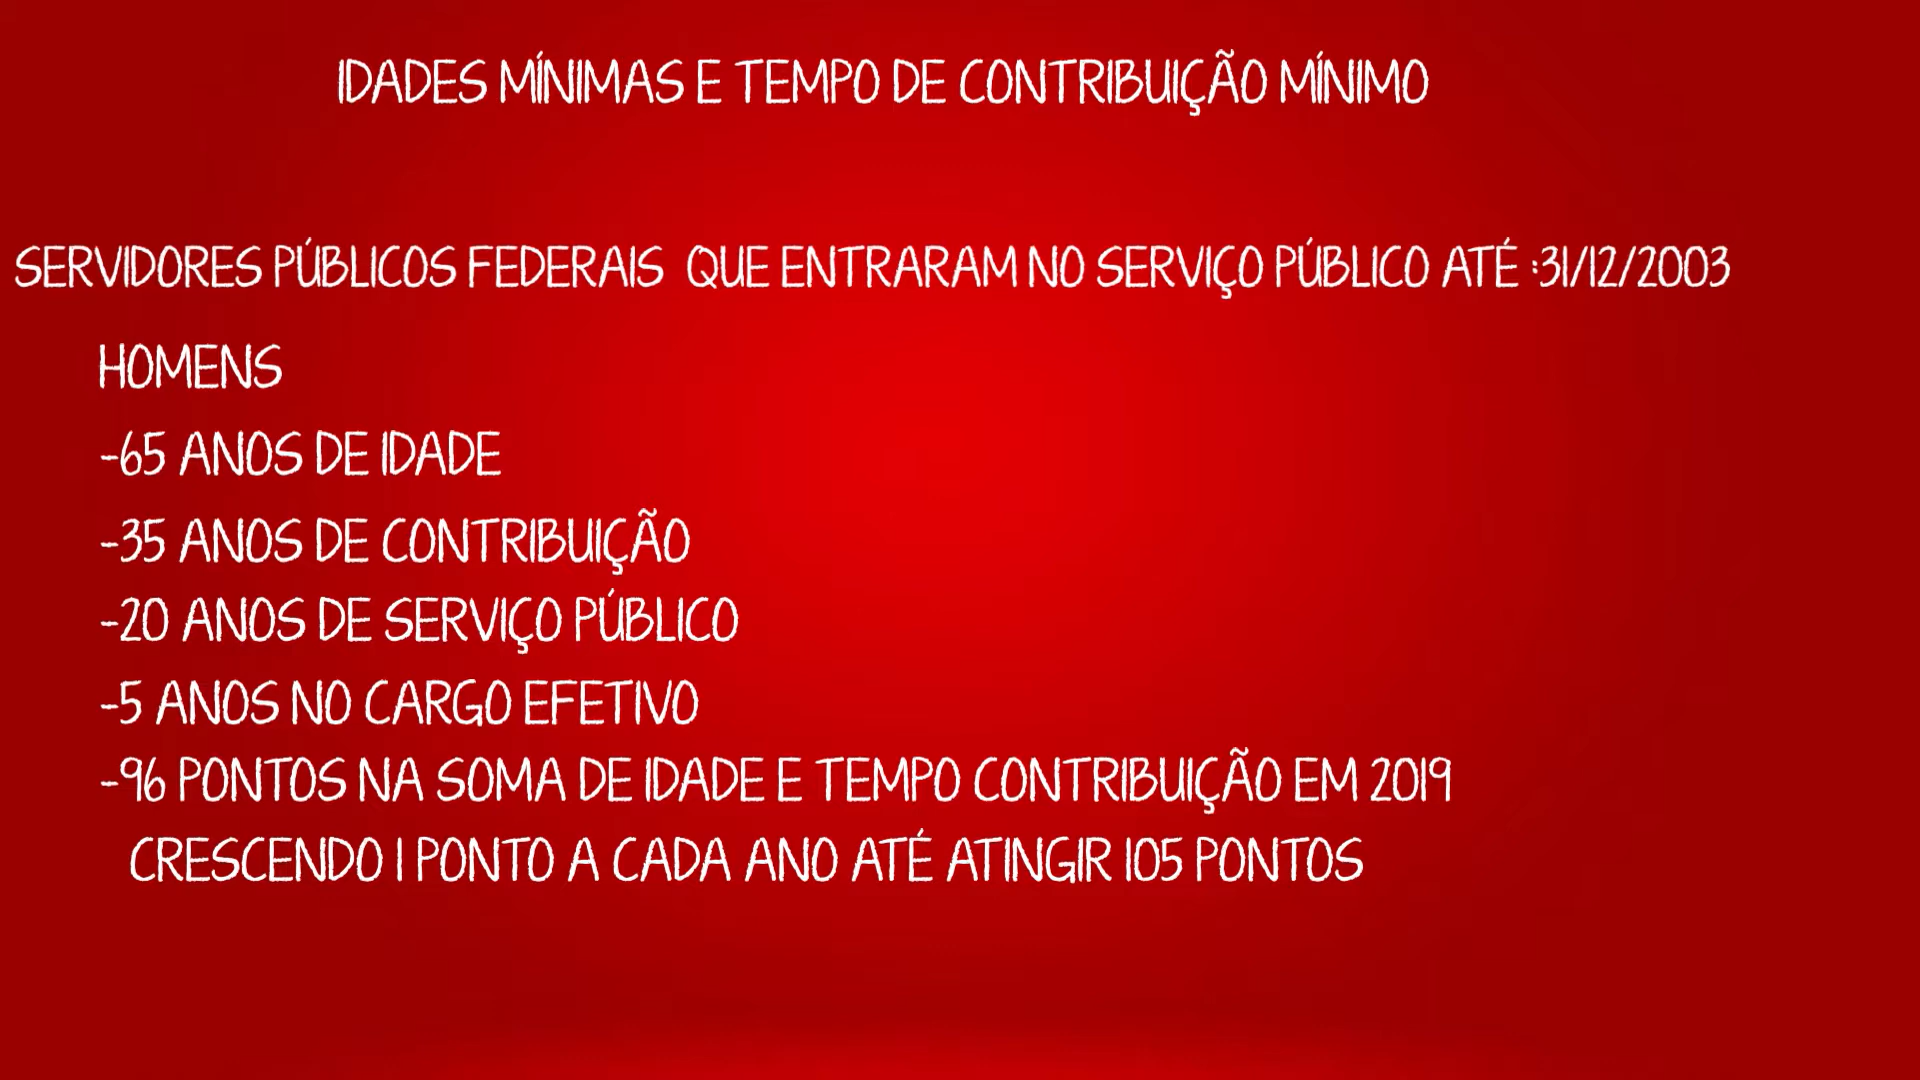 IDADES MÍNIMAS E TEMPO DE CONTRIBUIÇÃO MÍNIMO
SERVIDORES PÚBLICOS FEDERAIS QUE ENTRARAM NO SERVIÇO PÚBLICO ATÉ :31/12/2003
HOMENS
-65 ANOS DE IDADE
-35 ANOS DE CONTRIBUIÇÃO
-20 ANOS DE SERVIÇO PÚBLICO
-5 ANOS NO CARGO EFETIVO
-96 PONTOS NA SOMA DE IDADE E TEMPO CONTRIBUIÇÃO EM 2019
CRESCENDO 1 PONTO A CADA ANO ATÉ ATINGIR 105 PONTOS